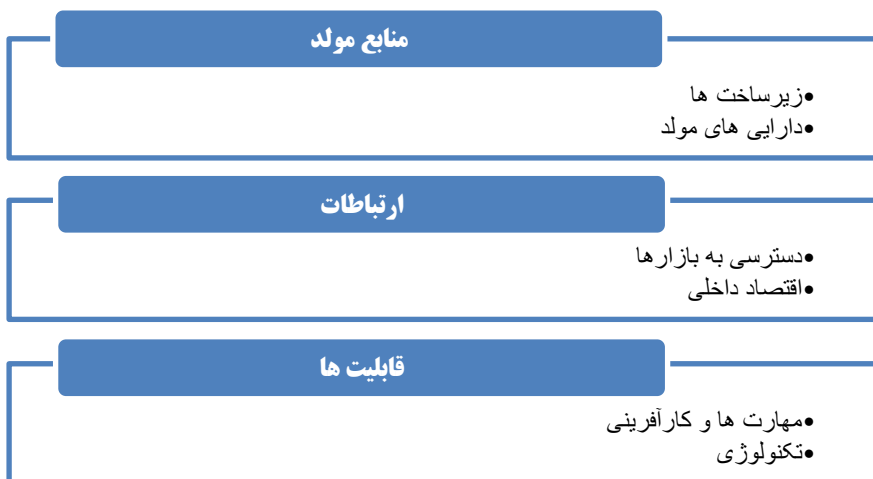 منابع مولد
•زیرساخت ها
•دارایی های مولد
ارتباطات
•دسترسی به بازارها
•اقتصاد داخلی
قابلیت ها
•مهارت ها و کارآفرینی
•تکنولوژی